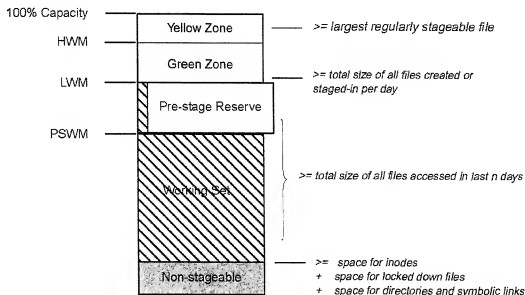 100% Capacity
Yellow Zone
>= largest regularly stageable file
HWM
Green Zone
LWM
>= total size of all files created or
staged-in per day
Pre-stage Reserve
PSWM
>= total size of all files accessed in last n days
Working Set
Non-stageable
>= space for inodes
+ space for locked down files
+ space for directories and symbolic links